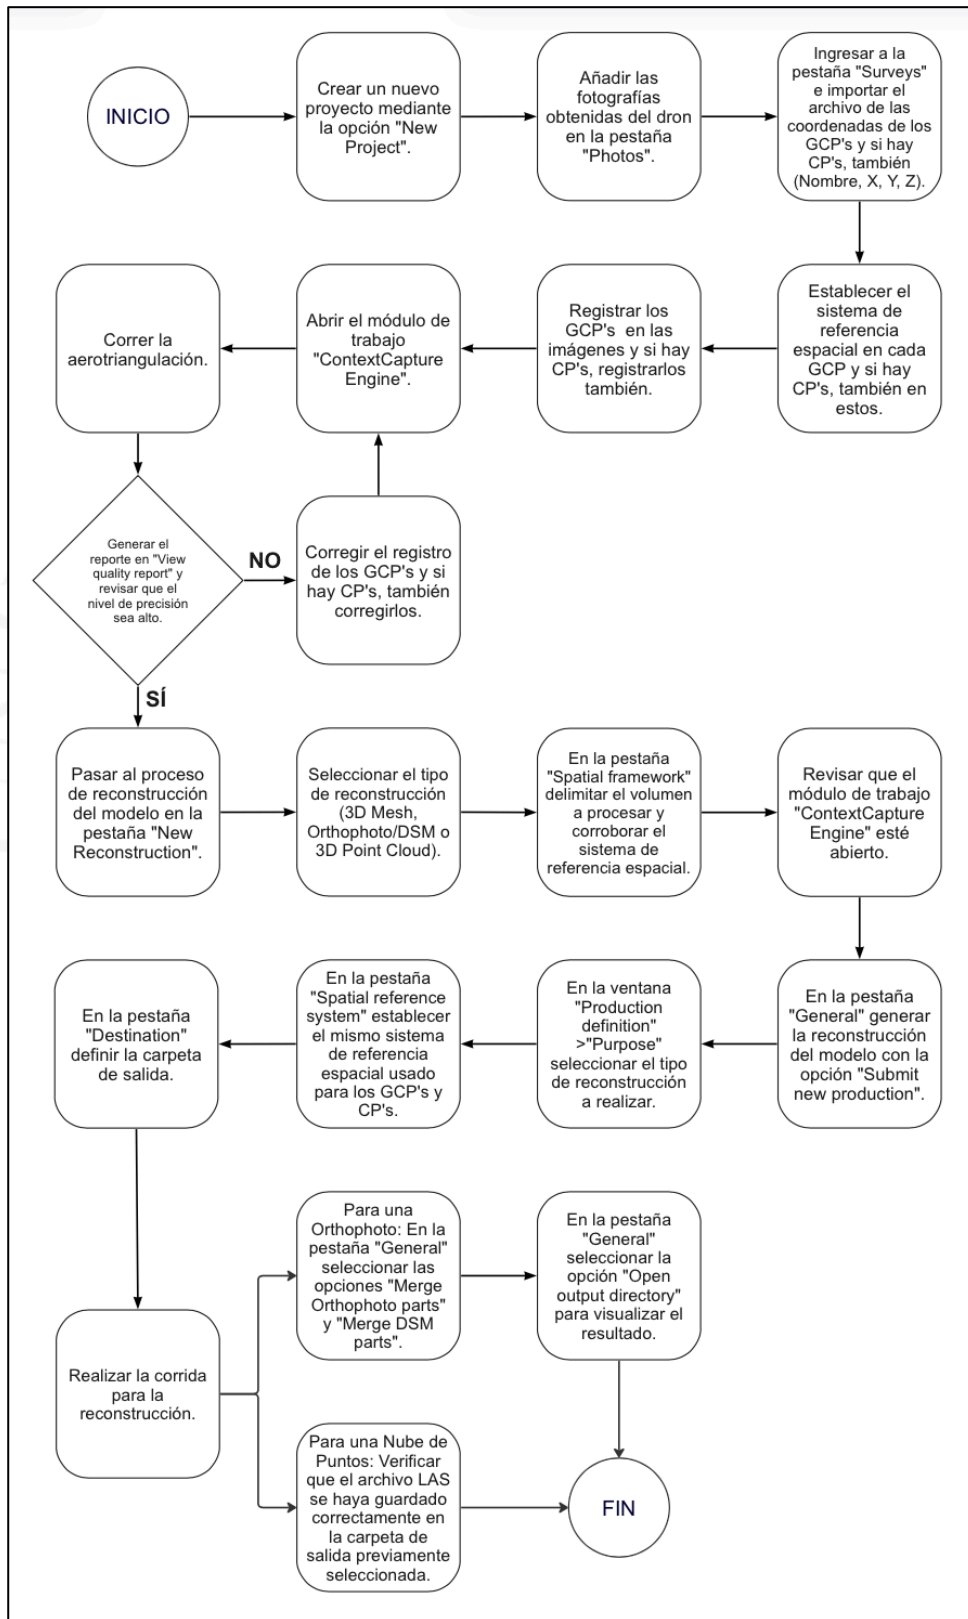 INICIO
Crear un nuevo
proyecto mediante
la opción "New
Project".
Añadir las
fotografías
obtenidas del dron
en la pestaña
"Photos".
Ingresar a la
pestaña "Surveys"
e importar el
archivo de las
coordenadas de los
GCP's y si hay
CP's, también
(Nombre, X, Y, Z).
Establecer el
sistema de
referencia
espacial en cada
GCP y si hay
CP's, también en
estos.
Registrar los
GCP's en las
imágenes y si hay
CP's, registrarlos
también.
Abrir el módulo de
trabajo
"ContextCapture
Engine".
Correr la
aerotriangulación.
Generar el
reporte en "View
quality report" y
revisar que el
nivel de precisión
sea alto.
NO
Corregir el registro
de los GCP's y si
hay CP's, también
corregirlos.
SÍ
Pasar al proceso
de reconstrucción
del modelo en la
pestaña "New
Reconstruction".
Seleccionar el tipo
de reconstrucción
(3D Mesh,
Orthophoto/DSM o
3D Point Cloud).
En la pestaña
"Spatial framework"
delimitar el volumen
a procesar y
corroborar el
sistema de
referencia espacial.
Revisar que el
módulo de trabajo
"ContextCapture
Engine" esté
abierto.
En la pestaña
"General" generar
la reconstrucción
del modelo con la
opción "Submit
new production".
En la ventana
"Production
definition"
>"Purpose"
seleccionar el tipo
de reconstrucción
a realizar.
En la pestaña
"Spatial reference
system" establecer
el mismo sistema
de referencia
espacial usado
para los GCP's y
CP's.
En la pestaña
"Destination"
definir la carpeta
de salida.
Realizar la corrida
para la
reconstrucción.
Para una
Orthophoto: En la
pestaña "General"
seleccionar las
opciones "Merge
Orthophoto parts"
y "Merge DSM
parts".
En la pestaña
"General"
seleccionar la
opción "Open
output directory"
para visualizar el
resultado.
Para una Nube de
Puntos: Verificar
que el archivo LAS
se haya guardado
correctamente en
la carpeta de
salida previamente
seleccionada.
FIN